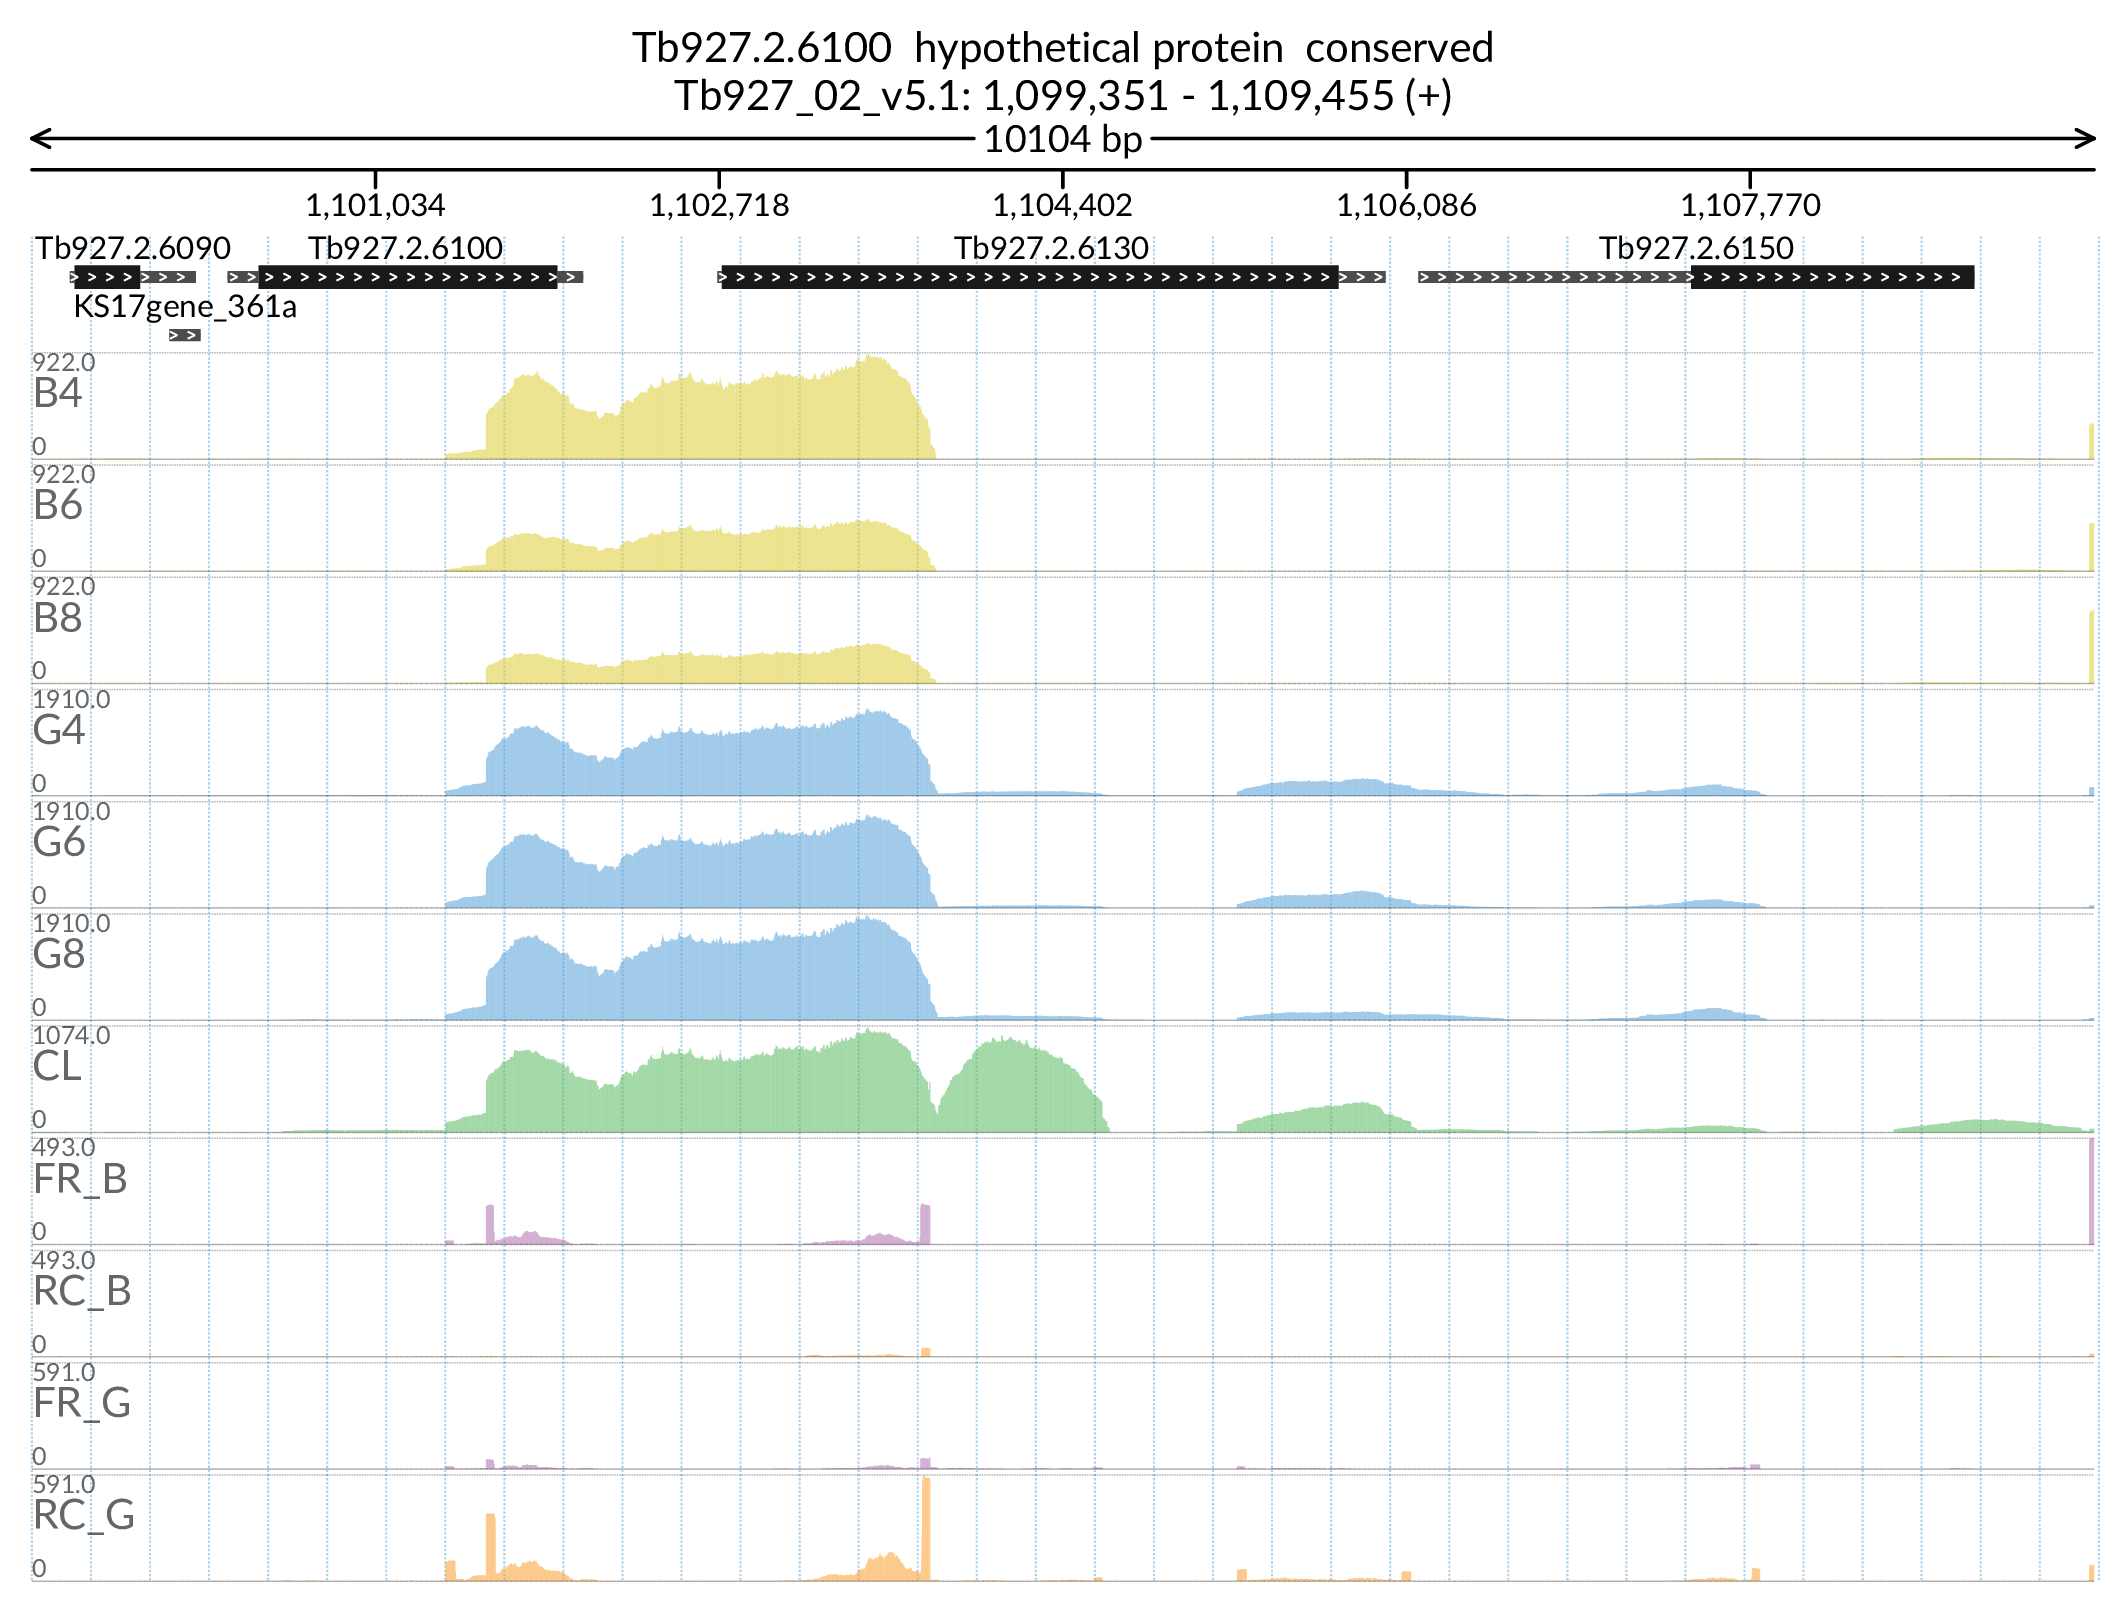 Tb927.2.6100  hypothetical protein  conserved
Tb927_02_v5.1: 1,099,351 - 1,109,455 (+)
10104 bp
1,101,034 1,102,718 1,104,402 1,106,086 1,107,770
Tb927.2.6090 Tb927.2.6100 Tb927.2.6130 Tb927.2.6150
KS17gene_361a
922.0
B4
0
922.0
B6
0
922.0
B8
0
1910.0
G4
0
1910.0
G6
0
1910.0
G8
0
1074.0
CL
0
493.0
FR_B
0
493.0
RC_B
0
591.0
FR_G
0
591.0
RC_G
0